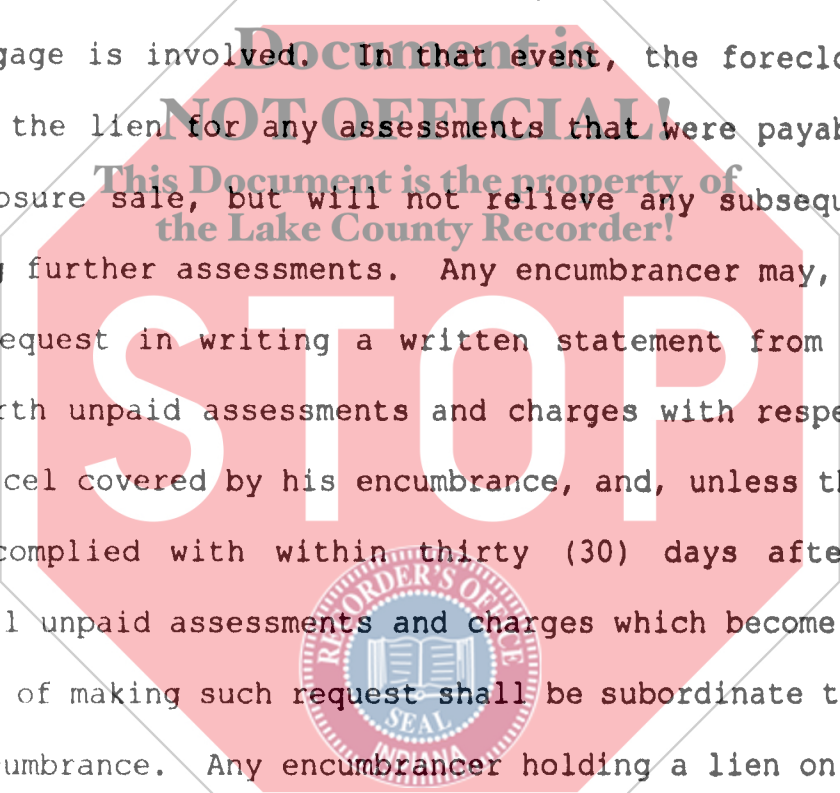 Document is
gage is involved. In that event, the foreclo
NOT OFFICIAL!
the lien for any assessments that were payab
This Document is the property of
osure sale, but will not relieve any subsequ
the Lake County Recorder!
g further assessments. Any encumbrancer may,
equest in writing a written statement from
STOP
rth unpaid assessments and charges with respe
cel covered by his encumbrance, and, unless th
complied with within thirty (30) days afte
RECORDER'S OFFICE
l unpaid assessments and charges which become
of making such request shall be subordinate t
SEAL
INDIANA
umbrance. Any encumbrancer holding a lien on